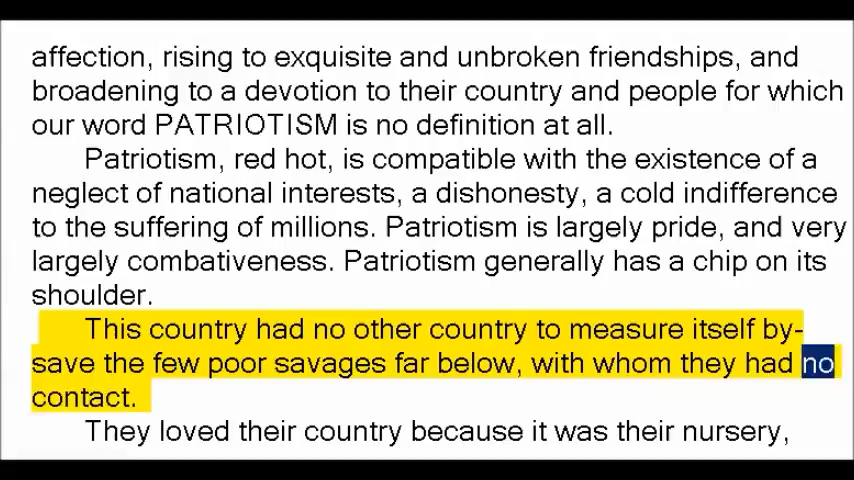 affection, rising to exquisite and unbroken friendships, and
broadening to a devotion to their country and people for which
our word PATRIOTISM is no definition at all.
Patriotism, red hot, is compatible with the existence of a
neglect of national interests, a dishonesty, a cold indifference
to the suffering of millions. Patriotism is largely pride, and very
largely combativeness. Patriotism generally has a chip on its
shoulder.
This country had no other country to measure itself by-
save the few poor savages far below, with whom they had no
contact.
They loved their country because it was their nursery,